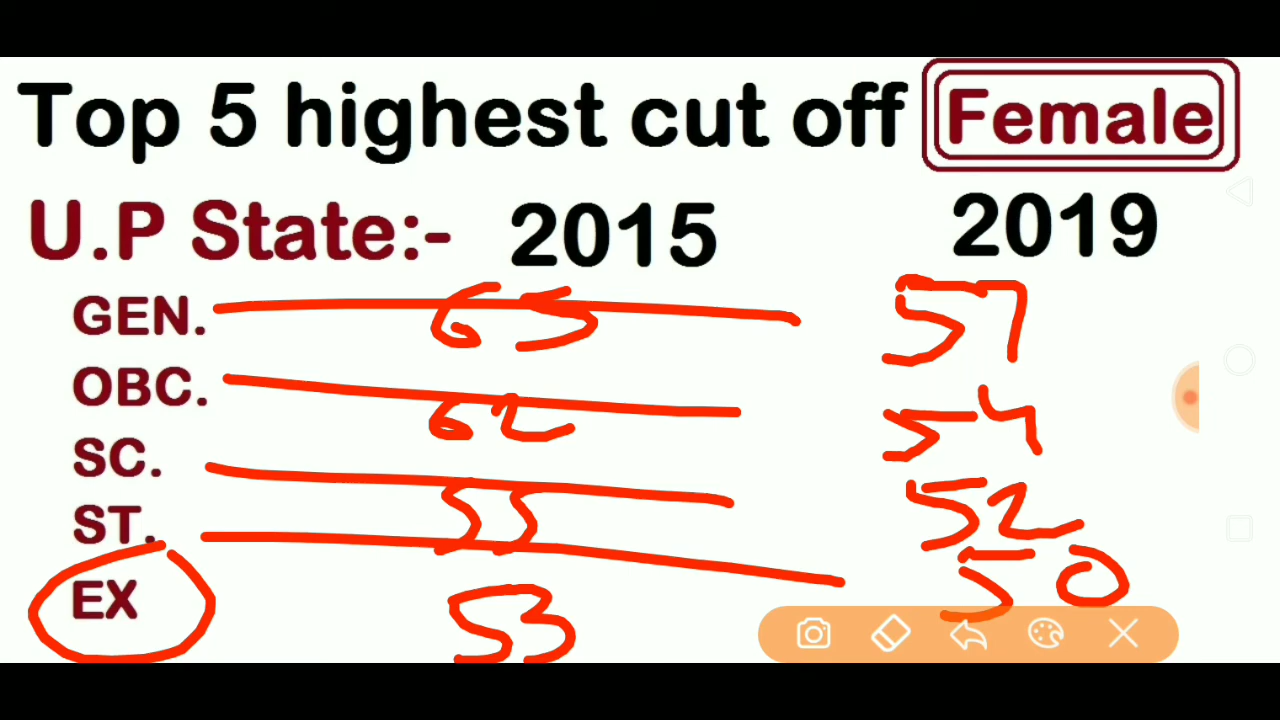 Top 5 highest cut off Female
U.P State:- 2015 2019
GEN. 65 57
OBC. 62 54
SC. 55 52
ST. 53 50
EX